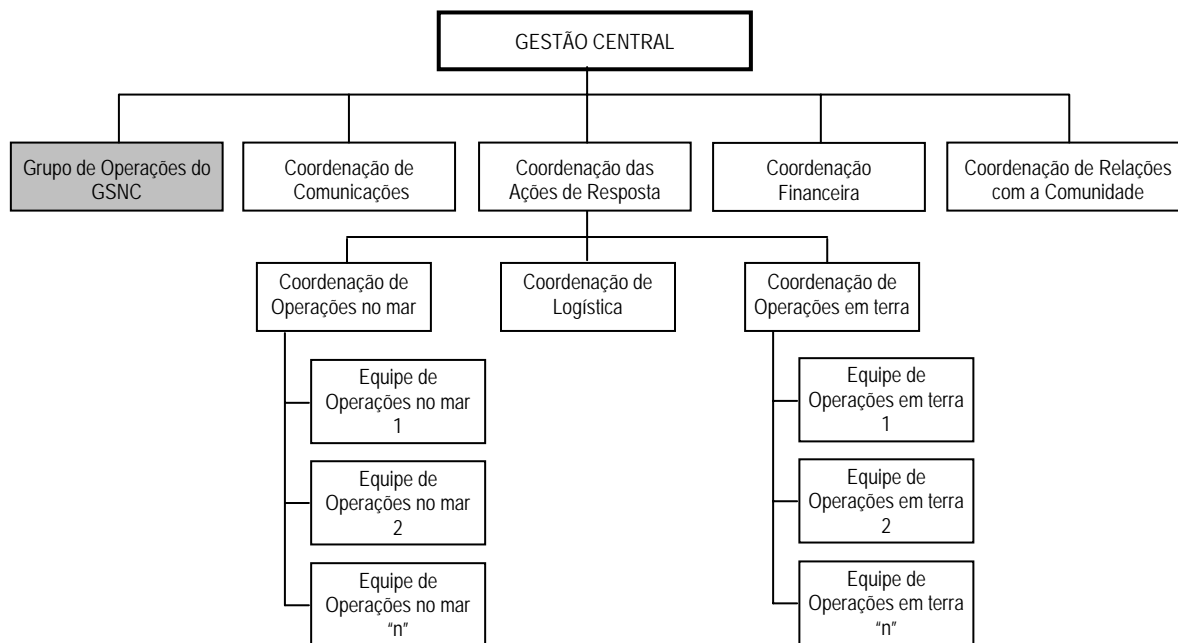 GESTÃO CENTRAL
Grupo de Operações do
GSNC
Coordenação de
Comunicações
Coordenação das
Ações de Resposta
Coordenação
Financeira
Coordenação de Relações
com a Comunidade
Coordenação de
Operações no mar
Coordenação de
Logística
Coordenação de
Operações em terra
Equipe de
Operações no mar
1
Equipe de
Operações no mar
2
Equipe de
Operações no mar
“n”
Equipe de
Operações em terra
1
Equipe de
Operações em terra
2
Equipe de
Operações em terra
“n”